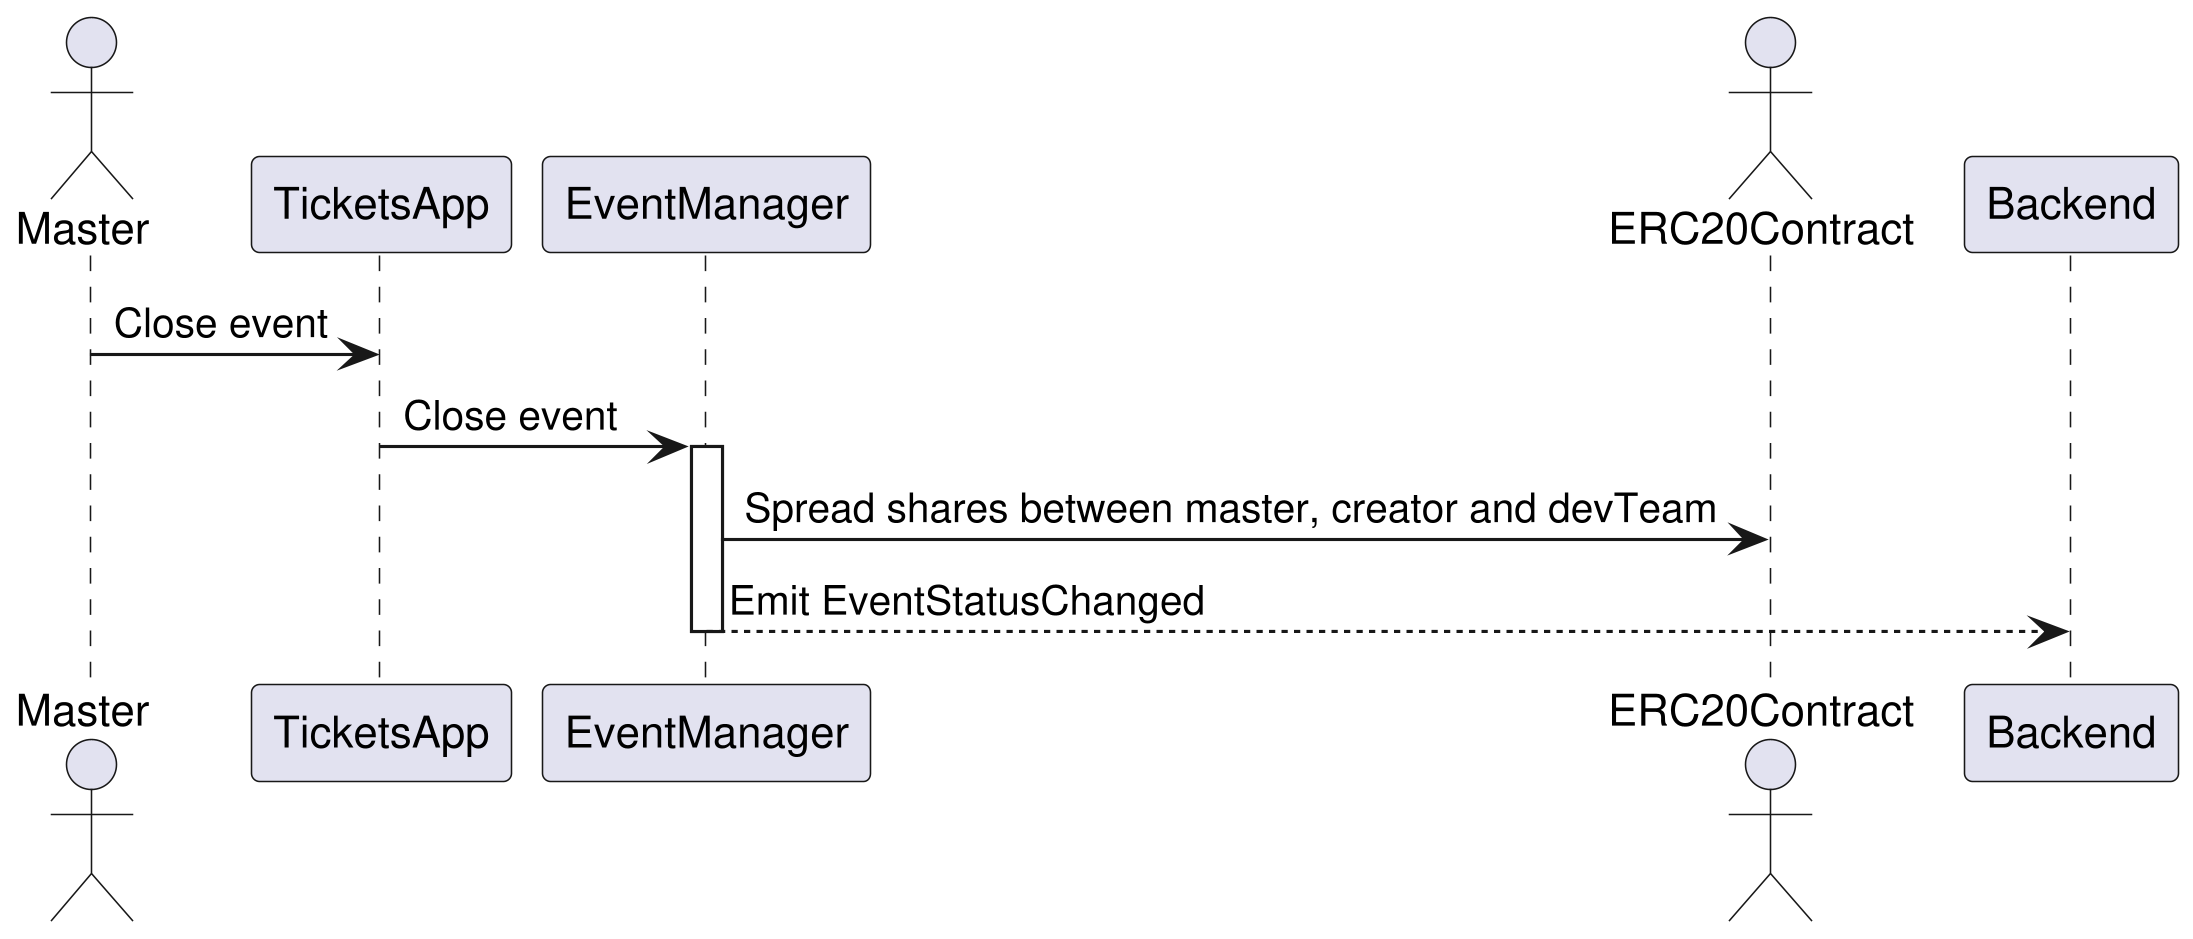 Master
TicketsApp
EventManager
ERC20Contract
Backend
Close event
Close event
Spread shares between master, creator and devTeam
Emit EventStatusChanged
Master
TicketsApp
EventManager
ERC20Contract
Backend